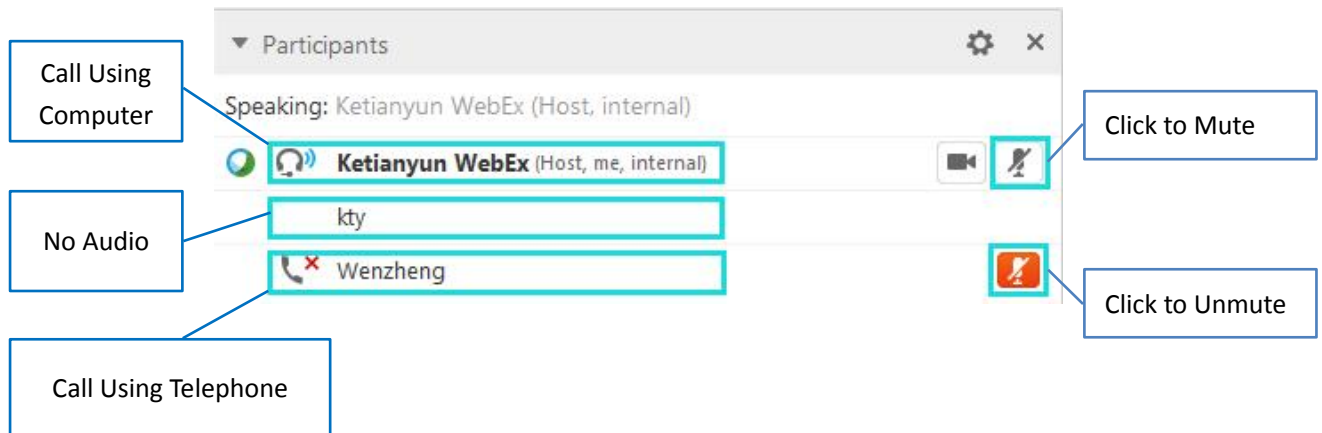 Participants
Call Using
Computer
Speaking: Ketianyun WebEx (Host, internal)
Click to Mute
Ketianyun WebEx (Host, me, internal)
kty
No Audio
Wenzheng
Click to Unmute
Call Using Telephone